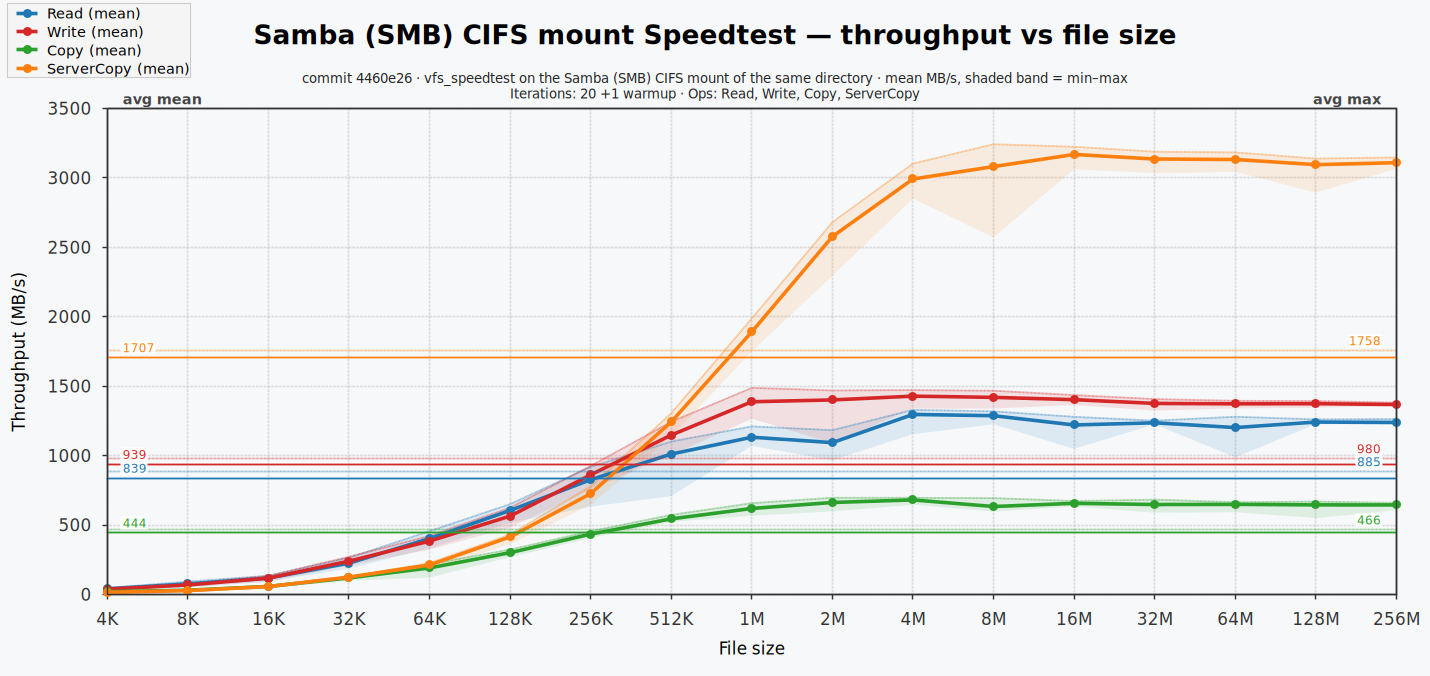 Read (mean)
Write (mean)
Copy (mean)
ServerCopy (mean)
Samba (SMB) CIFS mount Speedtest — throughput vs file size
commit 4460e26 · vfs_speedtest on the Samba (SMB) CIFS mount of the same directory · mean MB/s, shaded band = min–max
Iterations: 20 +1 warmup · Ops: Read, Write, Copy, ServerCopy
avg mean
avg max
3500
3000
2500
2000
1500
1000
500
0
Throughput (MB/s)
1707
1758
939
980
839
885
444
466
4K 8K 16K 32K 64K 128K 256K 512K 1M 2M 4M 8M 16M 32M 64M 128M 256M
File size